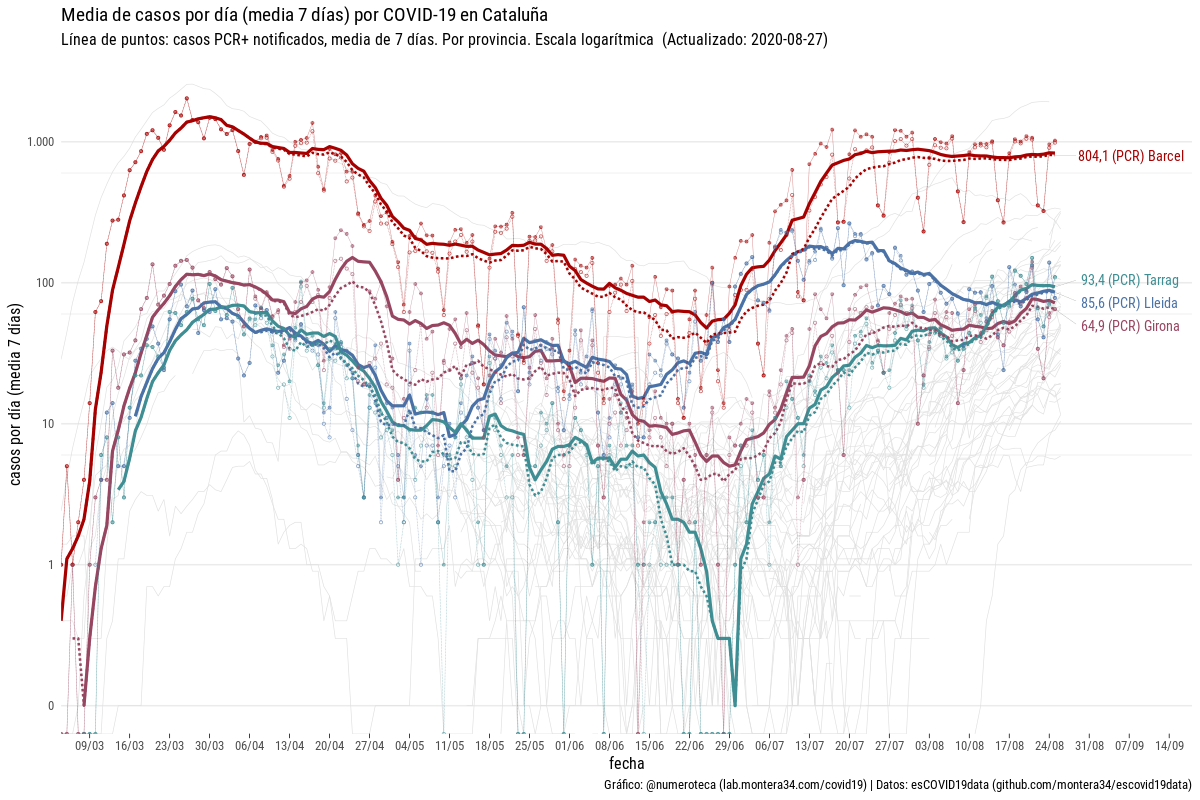 Media de casos por día (media 7 días) por COVID-19 en Cataluña
Línea de puntos: casos PCR+ notificados, media de 7 días. Por provincia. Escala logarítmica  (Actualizado: 2020-08-27)
casos por día (media 7 días)
1.000
100
10
1
0
804,1 (PCR) Barcel
93,4 (PCR) Tarrag
85,6 (PCR) Lleida
64,9 (PCR) Girona
09/03 16/03 23/03 30/03 06/04 13/04 20/04 27/04 04/05 11/05 18/05 25/05 01/06 08/06 15/06 22/06 29/06 06/07 13/07 20/07 27/07 03/08 10/08 17/08 24/08 31/08 07/09 14/09
fecha
Gráfico: @numeroteca (lab.montera34.com/covid19) | Datos: esCOVID19data (github.com/montera34/escovid19data)